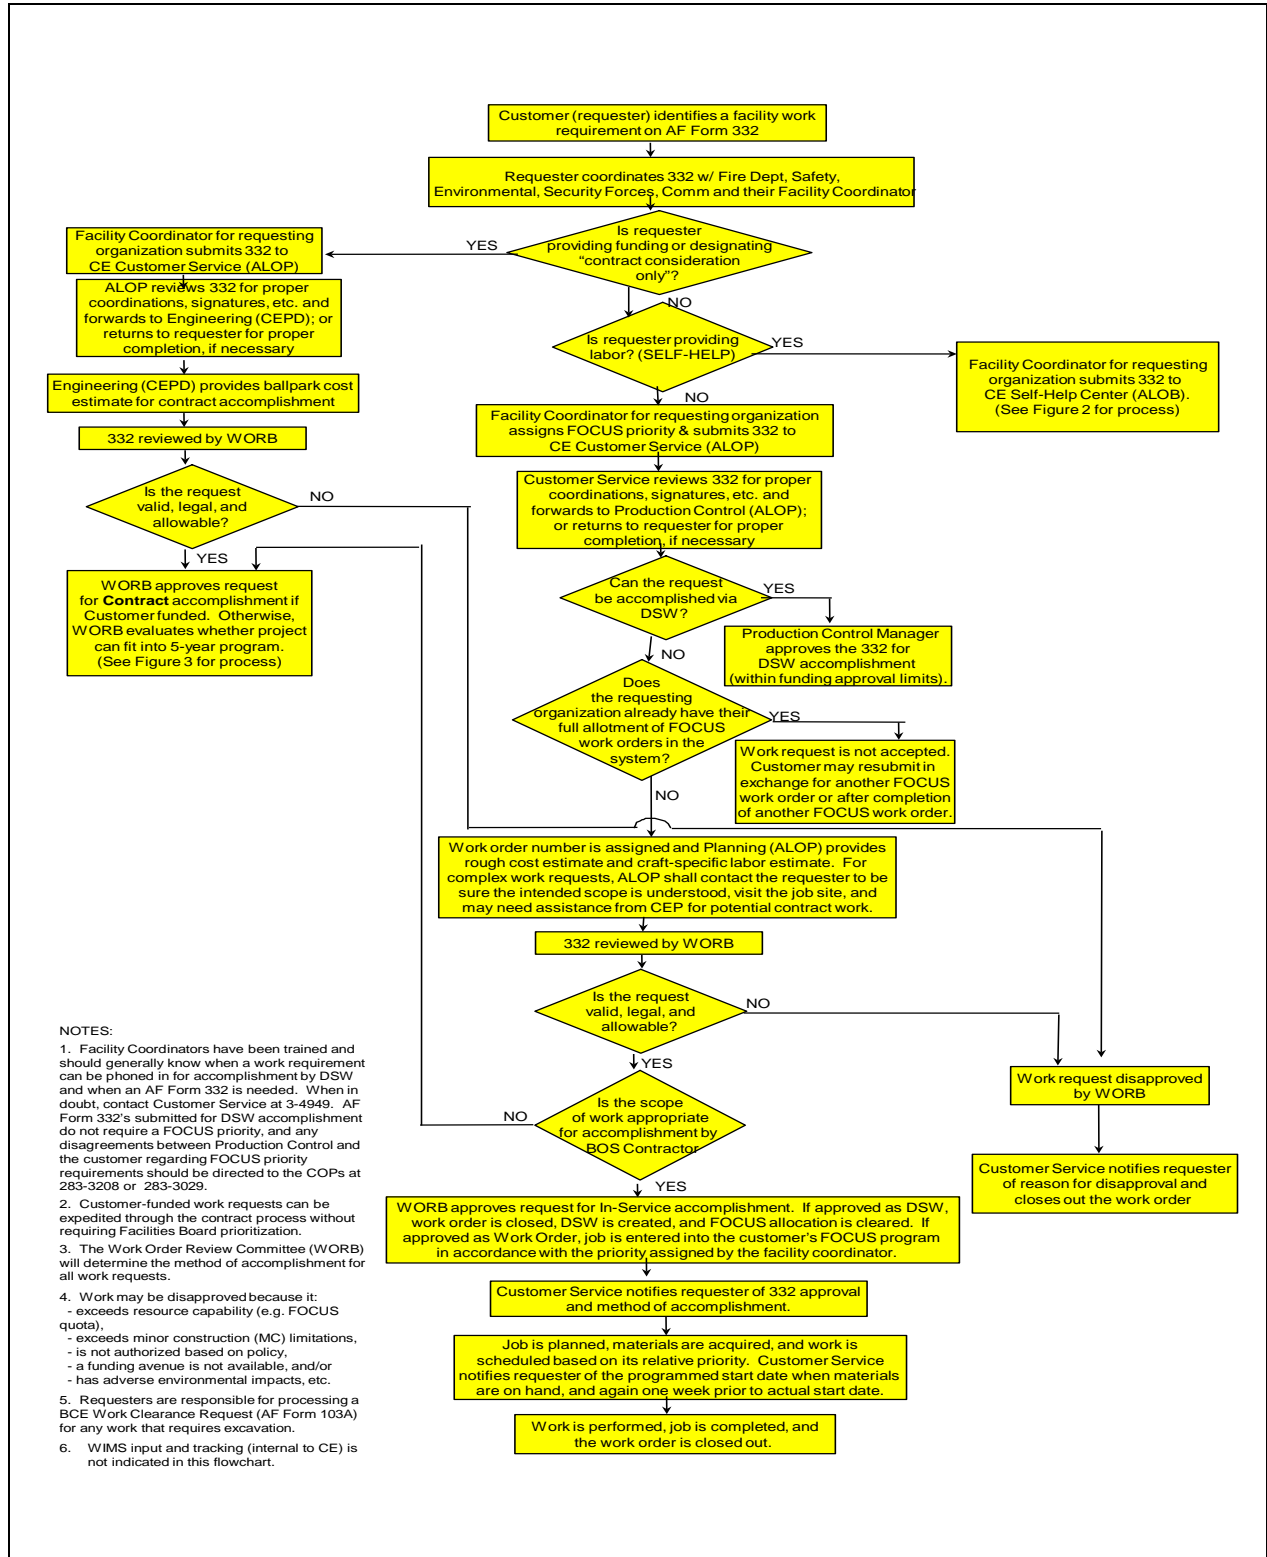 Customer (requester) identifies a facility work
requirement on AF Form 332
Requester coordinates 332 w/ Fire Dept, Safety,
Environmental, Security Forces, Comm and their Facility Coordinator
Is requester
providing funding or designating
“contract consideration
only”?
YES
NO
Facility Coordinator for requesting
organization submits 332 to
CE Customer Service (ALOP)
ALOP reviews 332 for proper
coordinations, signatures, etc. and
forwards to Engineering (CEPD); or
returns to requester for proper
completion, if necessary
Engineering (CEPD) provides ballpark cost
estimate for contract accomplishment
332 reviewed by WORB
Is the request
valid, legal, and
allowable?
NO
YES
WORB approves request
for Contract accomplishment if
Customer funded. Otherwise,
WORB evaluates whether project
can fit into 5-year program.
(See Figure 3 for process)
Is requester providing
labor? (SELF-HELP)
YES
NO
Facility Coordinator for requesting
organization submits 332 to
CE Self-Help Center (ALOB).
(See Figure 2 for process)
Facility Coordinator for requesting organization
assigns FOCUS priority & submits 332 to
CE Customer Service (ALOP)
Customer Service reviews 332 for proper
coordinations, signatures, etc. and
forwards to Production Control (ALOP);
or returns to requester for proper
completion, if necessary
Can the request
be accomplished via
DSW?
YES
NO
Production Control Manager
approves the 332 for
DSW accomplishment
(within funding approval limits).
Does
the requesting
organization already have their
full allotment of FOCUS
work orders in the
system?
YES
NO
Work request is not accepted.
Customer may resubmit in
exchange for another FOCUS
work order or after completion
of another FOCUS work order.
Work order number is assigned and Planning (ALOP) provides
rough cost estimate and craft-specific labor estimate. For
complex work requests, ALOP shall contact the requester to be
sure the intended scope is understood, visit the job site, and
may need assistance from CEP for potential contract work.
332 reviewed by WORB
Is the request
valid, legal, and
allowable?
NO
YES
Work request disapproved
by WORB
Customer Service notifies requester
of reason for disapproval and
closes out the work order
Is the scope
of work appropriate
for accomplishment by
BOS Contractor
NO
YES
WORB approves request for In-Service accomplishment. If approved as DSW,
work order is closed, DSW is created, and FOCUS allocation is cleared. If
approved as Work Order, job is entered into the customer's FOCUS program
in accordance with the priority assigned by the facility coordinator.
Customer Service notifies requester of 332 approval
and method of accomplishment.
Job is planned, materials are acquired, and work is
scheduled based on its relative priority. Customer Service
notifies requester of the programmed start date when materials
are on hand, and again one week prior to actual start date.
Work is performed, job is completed, and
the work order is closed out.
NOTES:
1. Facility Coordinators have been trained and
should generally know when a work requirement
can be phoned in for accomplishment by DSW
and when an AF Form 332 is needed. When in
doubt, contact Customer Service at 3-4949. AF
Form 332's submitted for DSW accomplishment
do not require a FOCUS priority, and any
disagreements between Production Control and
the customer regarding FOCUS priority
requirements should be directed to the COPs at
283-3208 or 283-3029.
2. Customer-funded work requests can be
expedited through the contract process without
requiring Facilities Board prioritization.
3. The Work Order Review Committee (WORB)
will determine the method of accomplishment for
all work requests.
4. Work may be disapproved because it:
- exceeds resource capability (e.g. FOCUS
quota),
- exceeds minor construction (MC) limitations,
- is not authorized based on policy,
- a funding avenue is not available, and/or
- has adverse environmental impacts, etc.
5. Requesters are responsible for processing a
BCE Work Clearance Request (AF Form 103A)
for any work that requires excavation.
6. WIMS input and tracking (internal to CE) is
not indicated in this flowchart.